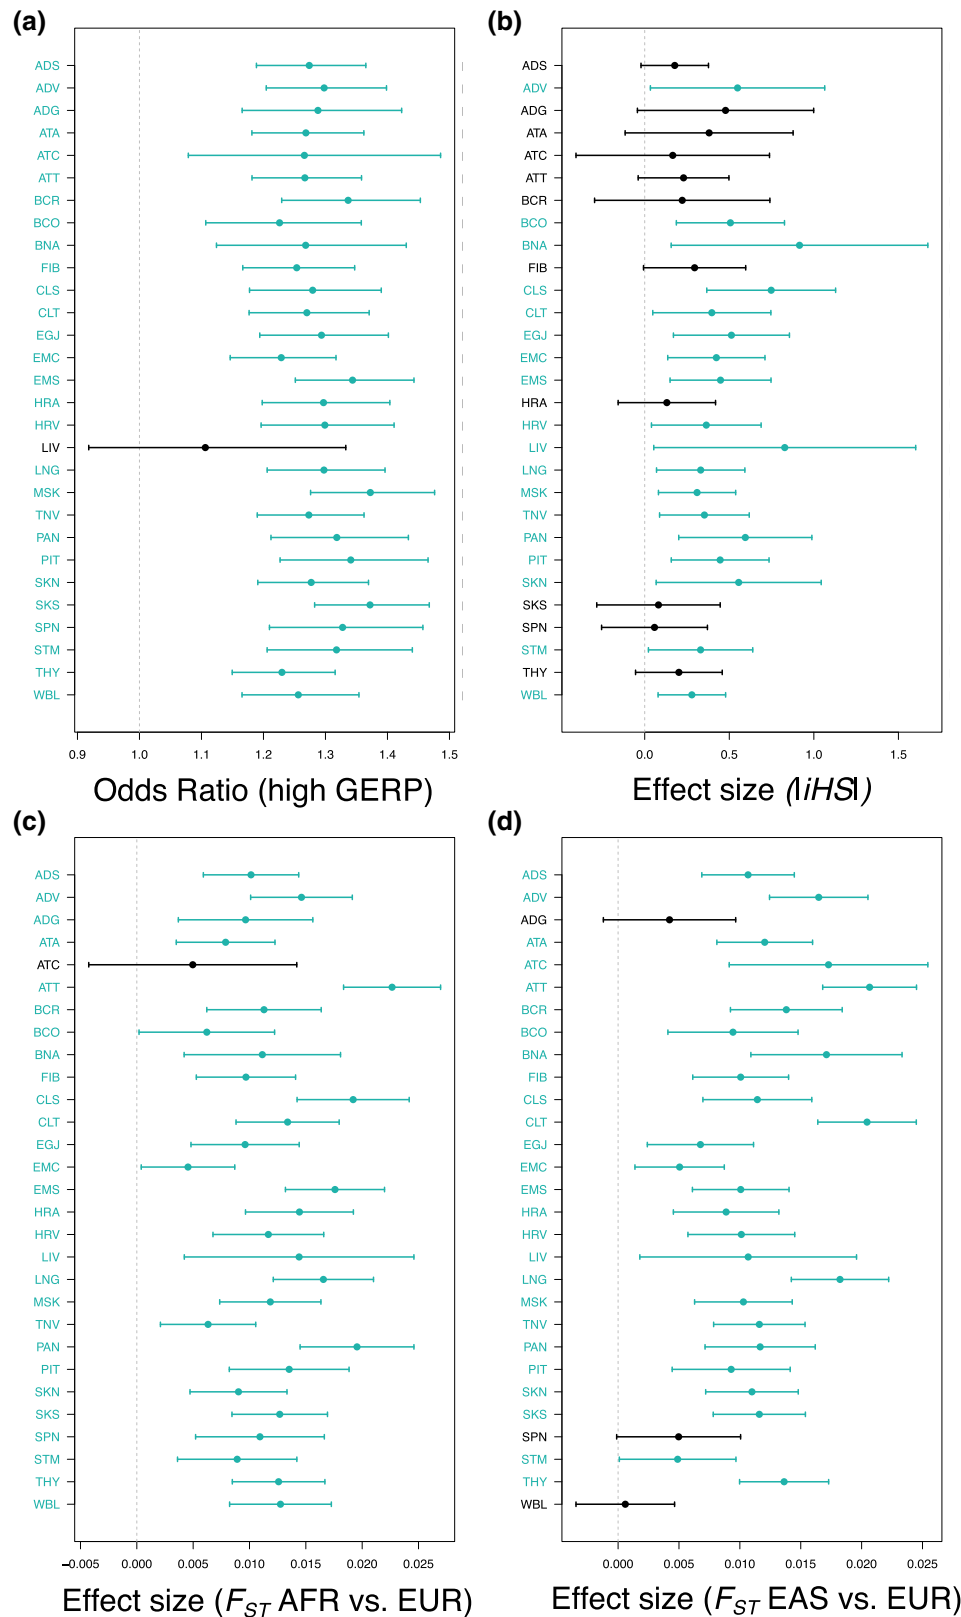 (a)
ADS
ADV
ADG
ATA
ATC
ATT
BCR
BCO
BNA
FIB
CLS
CLT
EGJ
EMC
EMS
HRA
HRV
LIV
LNG
MSK
TNV
PAN
PIT
SKN
SKS
SPN
STM
THY
WBL
0.9 1.0 1.1 1.2 1.3 1.4 1.5
Odds Ratio (high GERP)
(b)
ADS
ADV
ADG
ATA
ATC
ATT
BCR
BCO
BNA
FIB
CLS
CLT
EGJ
EMC
EMS
HRA
HRV
LIV
LNG
MSK
TNV
PAN
PIT
SKN
SKS
SPN
STM
THY
WBL
0.0 0.5 1.0 1.5
Effect size (|iHS|)
(c)
ADS
ADV
ADG
ATA
ATC
ATT
BCR
BCO
BNA
FIB
CLS
CLT
EGJ
EMC
EMS
HRA
HRV
LIV
LNG
MSK
TNV
PAN
PIT
SKN
SKS
SPN
STM
THY
WBL
−0.005 0.000 0.005 0.010 0.015 0.020 0.025
Effect size (FST AFR vs. EUR)
(d)
ADS
ADV
ADG
ATA
ATC
ATT
BCR
BCO
BNA
FIB
CLS
CLT
EGJ
EMC
EMS
HRA
HRV
LIV
LNG
MSK
TNV
PAN
PIT
SKN
SKS
SPN
STM
THY
WBL
0.000 0.005 0.010 0.015 0.020 0.025
Effect size (FST EAS vs. EUR)